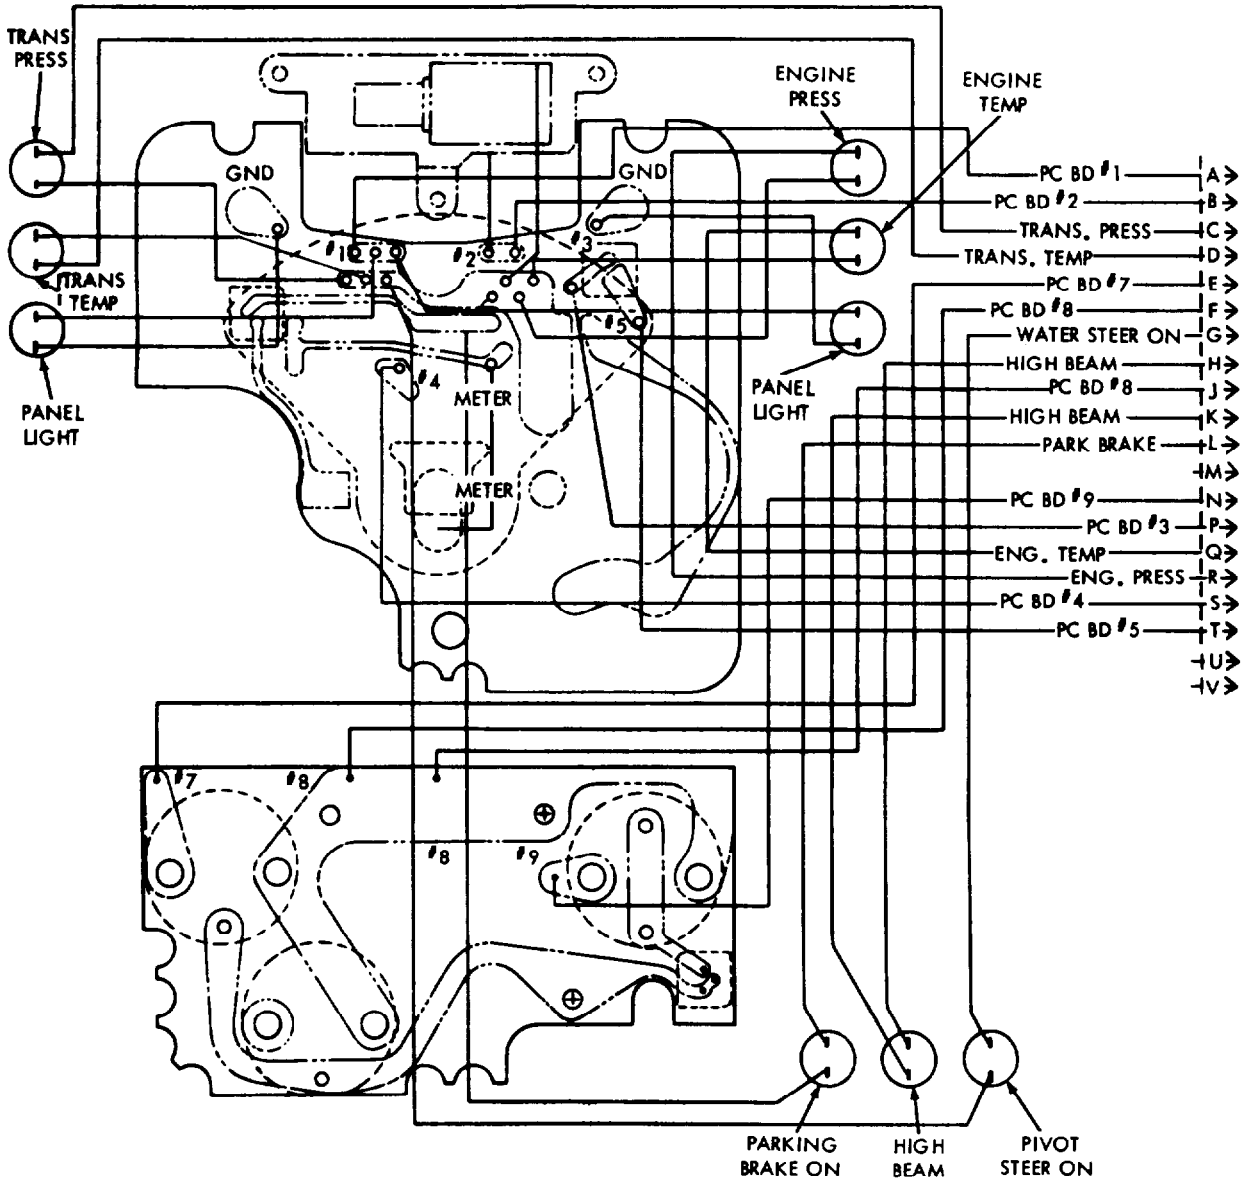 TRANS
PRESS
ENGINE
PRESS
ENGINE
TEMP
GND
GND
PC BD #1
A
PC BD #2
B
TRANS. PRESS
C
TRANS. TEMP
D
PC BD #7
E
PC BD #8
F
WATER STEER ON
G
HIGH BEAM
H
PC BD #8
J
HIGH BEAM
K
PARK BRAKE
L
M
PC BD #9
N
PC BD #3
P
ENG. TEMP
Q
ENG. PRESS
R
PC BD #4
S
PC BD #5
T
U
V
#1
#2
#3
TRANS
TEMP
#5
#4
METER
METER
PANEL
LIGHT
PANEL
LIGHT
#7
#8
#8
#9
PARKING
BRAKE ON
HIGH
BEAM
PIVOT
STEER ON